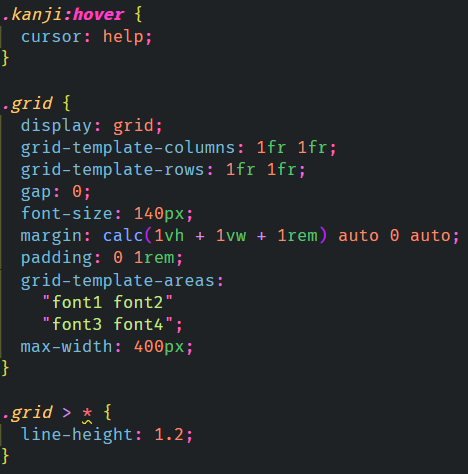 .kanji:hover {
  cursor: help;
}

.grid {
  display: grid;
  grid-template-columns: 1fr 1fr;
  grid-template-rows: 1fr 1fr;
  gap: 0;
  font-size: 140px;
  margin: calc(1vh + 1vw + 1rem) auto 0 auto;
  padding: 0 1rem;
  grid-template-areas:
    "font1 font2"
    "font3 font4";
  max-width: 400px;
}

.grid > * {
  line-height: 1.2;
}